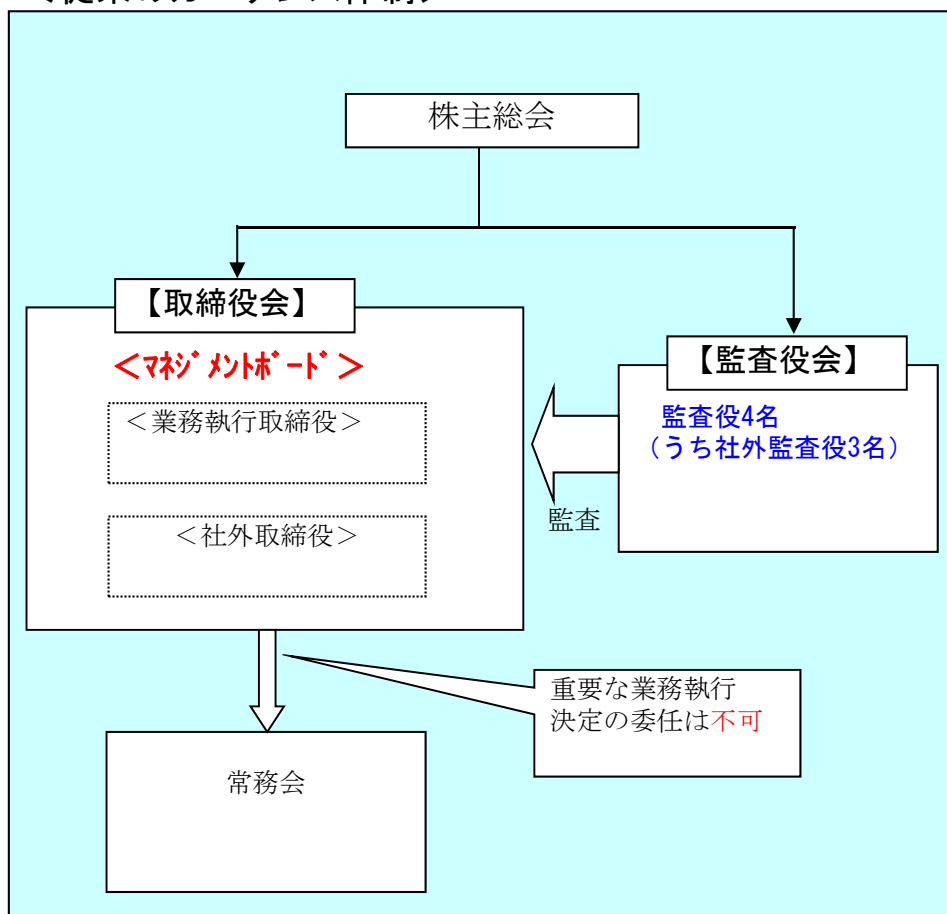 株主総会
【取締役会】
＜ﾏﾈｼﾞﾒﾝﾄﾎﾞｰﾄﾞ＞
＜業務執行取締役＞
＜社外取締役＞
【監査役会】
監査役4名
（うち社外監査役3名）
監査
重要な業務執行
決定の委任は不可
常務会